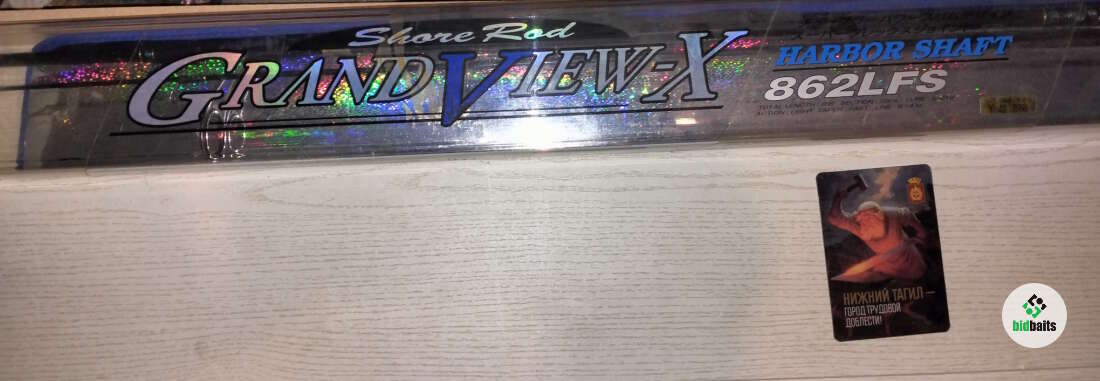 Shore Rod
GRANDVIEW-X
HARBOR SHAFT
862LFS
НИЖНИЙ ТАГИЛ —
ГОРОД ТРУДОВОЙ
ДОБЛЕСТИ!
bidbaits